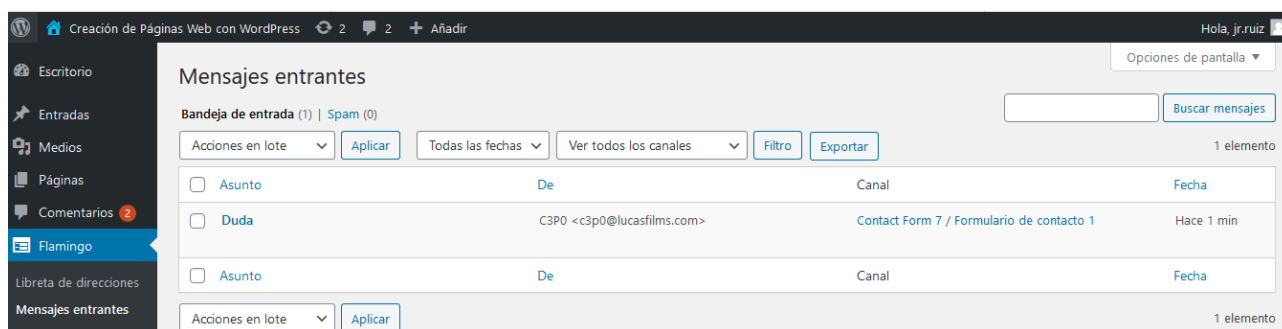 Creación de Páginas Web con WordPress 2 2 + Añadir Hola, jr.ruiz
Opciones de pantalla ▼
Escritorio
Entradas
Medios
Páginas
Comentarios 2
Flamingo
Libreta de direcciones
Mensajes entrantes
Mensajes entrantes
Bandeja de entrada (1) | Spam (0)
Buscar mensajes
Acciones en lote Aplicar Todas las fechas Ver todos los canales Filtro Exportar 1 elemento
Asunto De Canal Fecha
Duda C3P0 <c3p0@lucasfilms.com> Contact Form 7 / Formulario de contacto 1 Hace 1 min
Asunto De Canal Fecha
Acciones en lote Aplicar 1 elemento